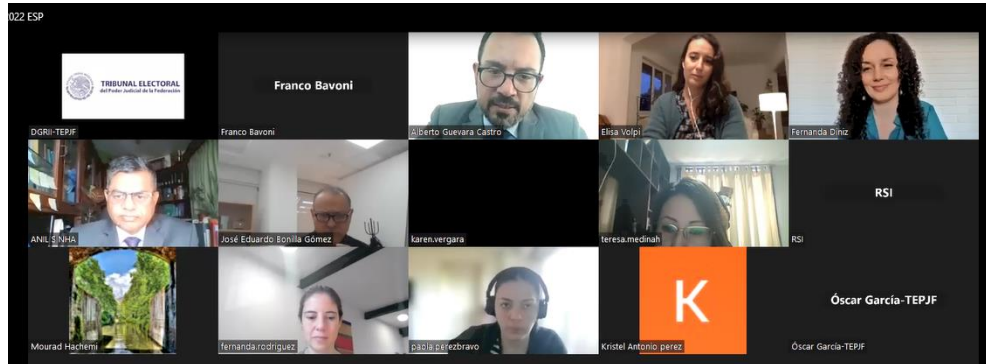 2022 ESP
TRIBUNAL ELECTORAL
del Poder Judicial de la Federación
DGRII-TEPJF
Franco Bavoni
Franco Bavoni
Alberto Guevara Castro
Elisa Volpi
Fernanda Diniz
ANIL SINHA
José Eduardo Bonilla Gómez
karen.vergara
teresa.medinah
RSI
RSI
Mourad Hachemi
fernanda.rodriguez
paola.perezbravo
K
Kristel Antonio perez
Óscar García-TEPJF
Óscar García-TEPJF